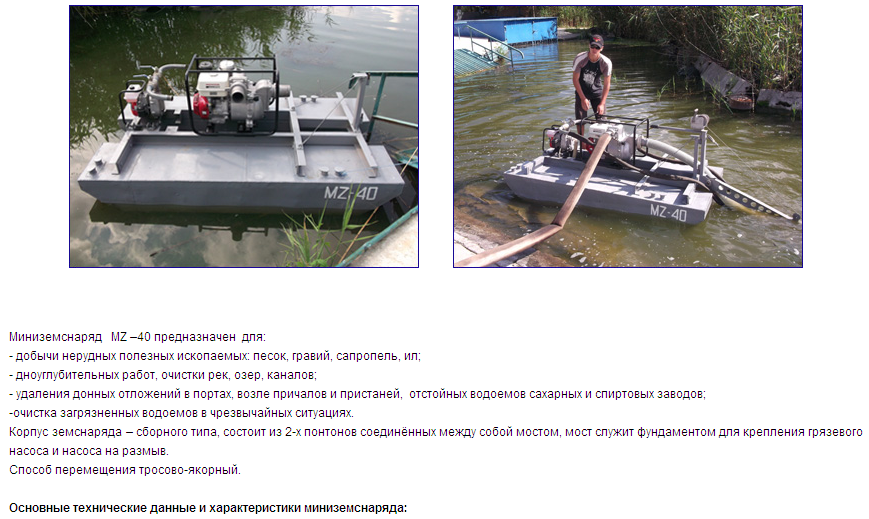 MZ-40
MZ-40
Миниземснаряд MZ –40 предназначен для:
- добычи нерудных полезных ископаемых: песок, гравий, сапропель, ил;
- дноуглубительных работ, очистки рек, озер, каналов;
- удаления донных отложений в портах, возле причалов и пристаней, отстойных водоемов сахарных и спиртовых заводов;
-очистка загрязненных водоемов в чрезвычайных ситуациях.
Корпус земснаряда – сборного типа, состоит из 2-х понтонов соединённых между собой мостом, мост служит фундаментом для крепления грязевого
насоса и насоса на размыв.
Способ перемещения тросово-якорный.
Основные технические данные и характеристики миниземснаряда: